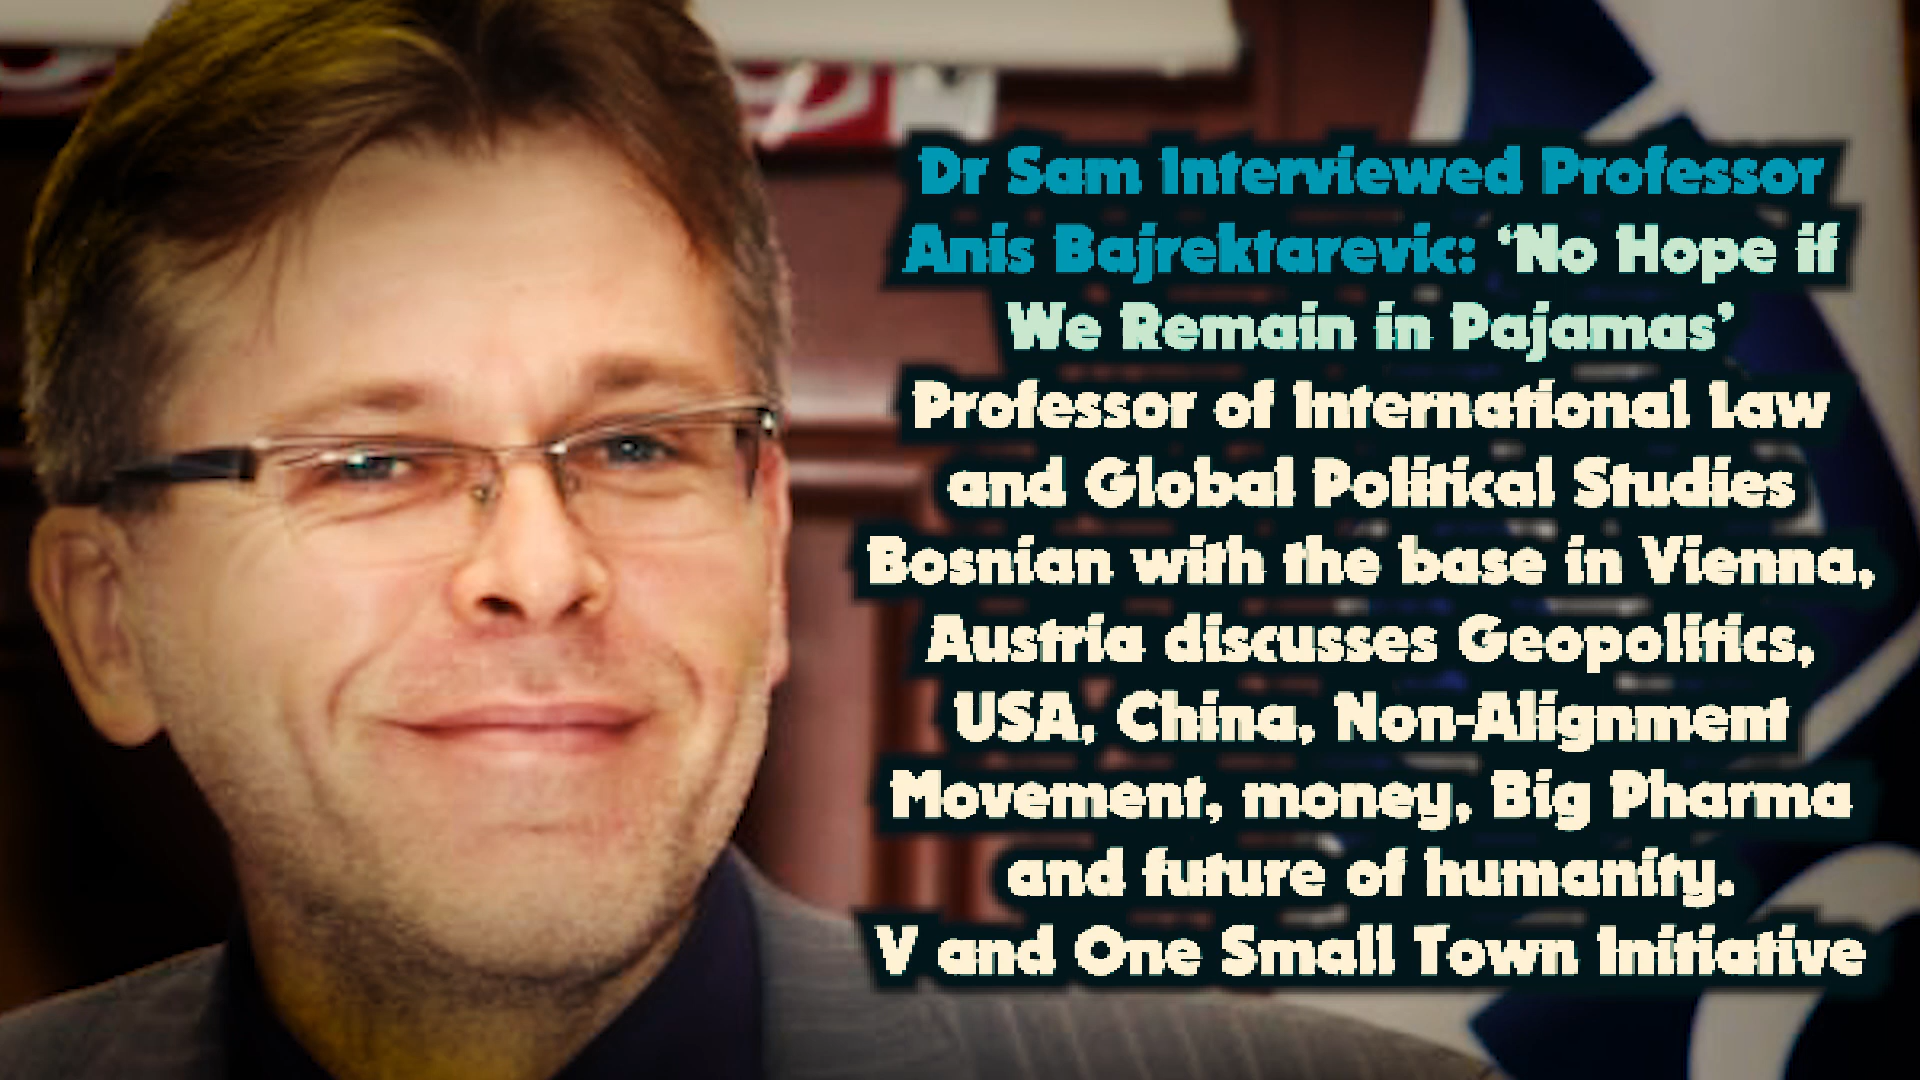 Dr Sam Interviewed Professor
Anis Bajrektarevic: ‘No Hope if
We Remain in Pajamas’
Professor of International Law
and Global Political Studies
Bosnian with the base in Vienna,
Austria discusses Geopolitics,
USA, China, Non-Alignment
Movement, money, Big Pharma
and future of humanity.
V and One Small Town Initiative